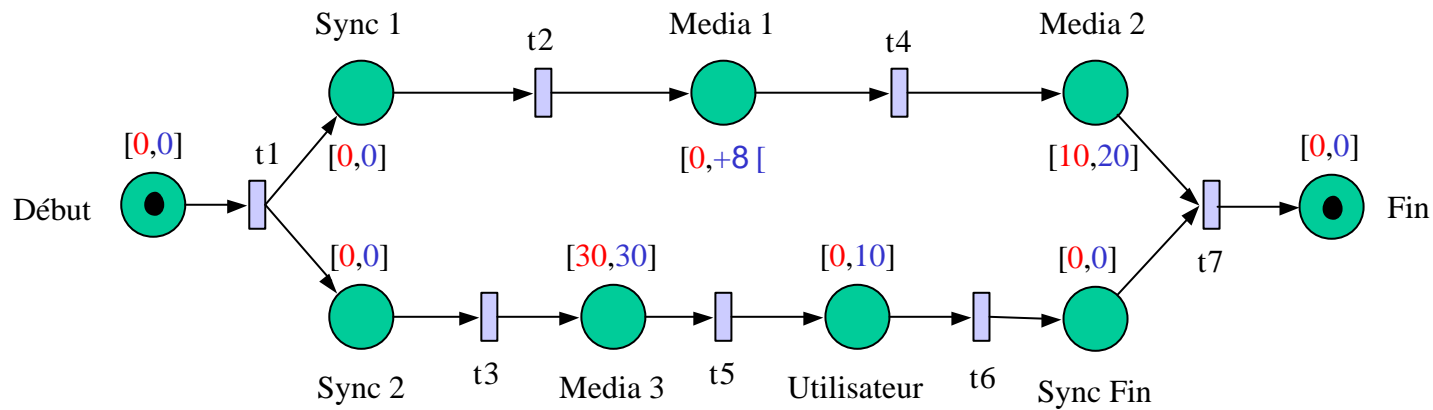 Sync 1
t2
Media 1
t4
Media 2
[0,0]
t1
[0,0]
[0,+8 [
[10,20]
[0,0]
Début
Fin
[0,0]
[30,30]
[0,10]
[0,0]
t7
Sync 2
t3
Media 3
t5
Utilisateur
t6
Sync Fin